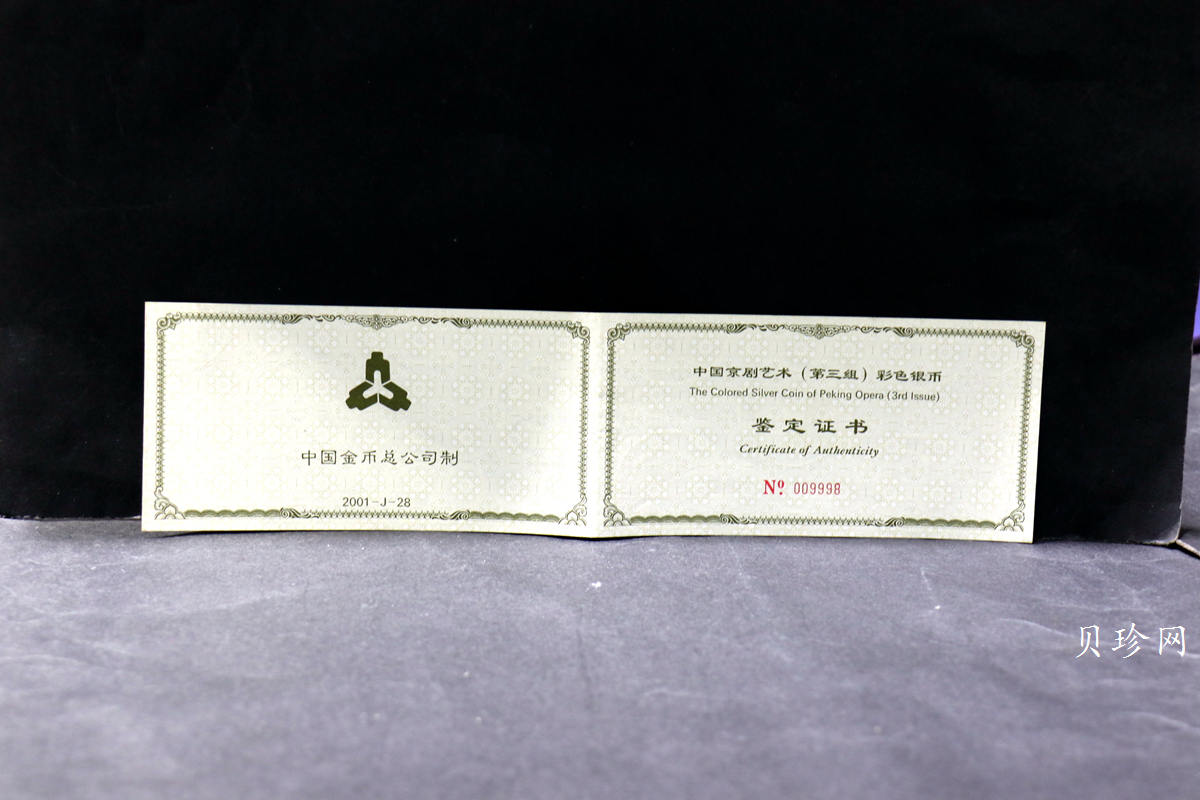 中国金币总公司制
2001-J-28
中国京剧艺术（第三组）彩色银币
The Colored Silver Coin of Peking Opera (3rd Issue)
鉴定证书
Certificate of Authenticity
Nº 009998
贝珍网